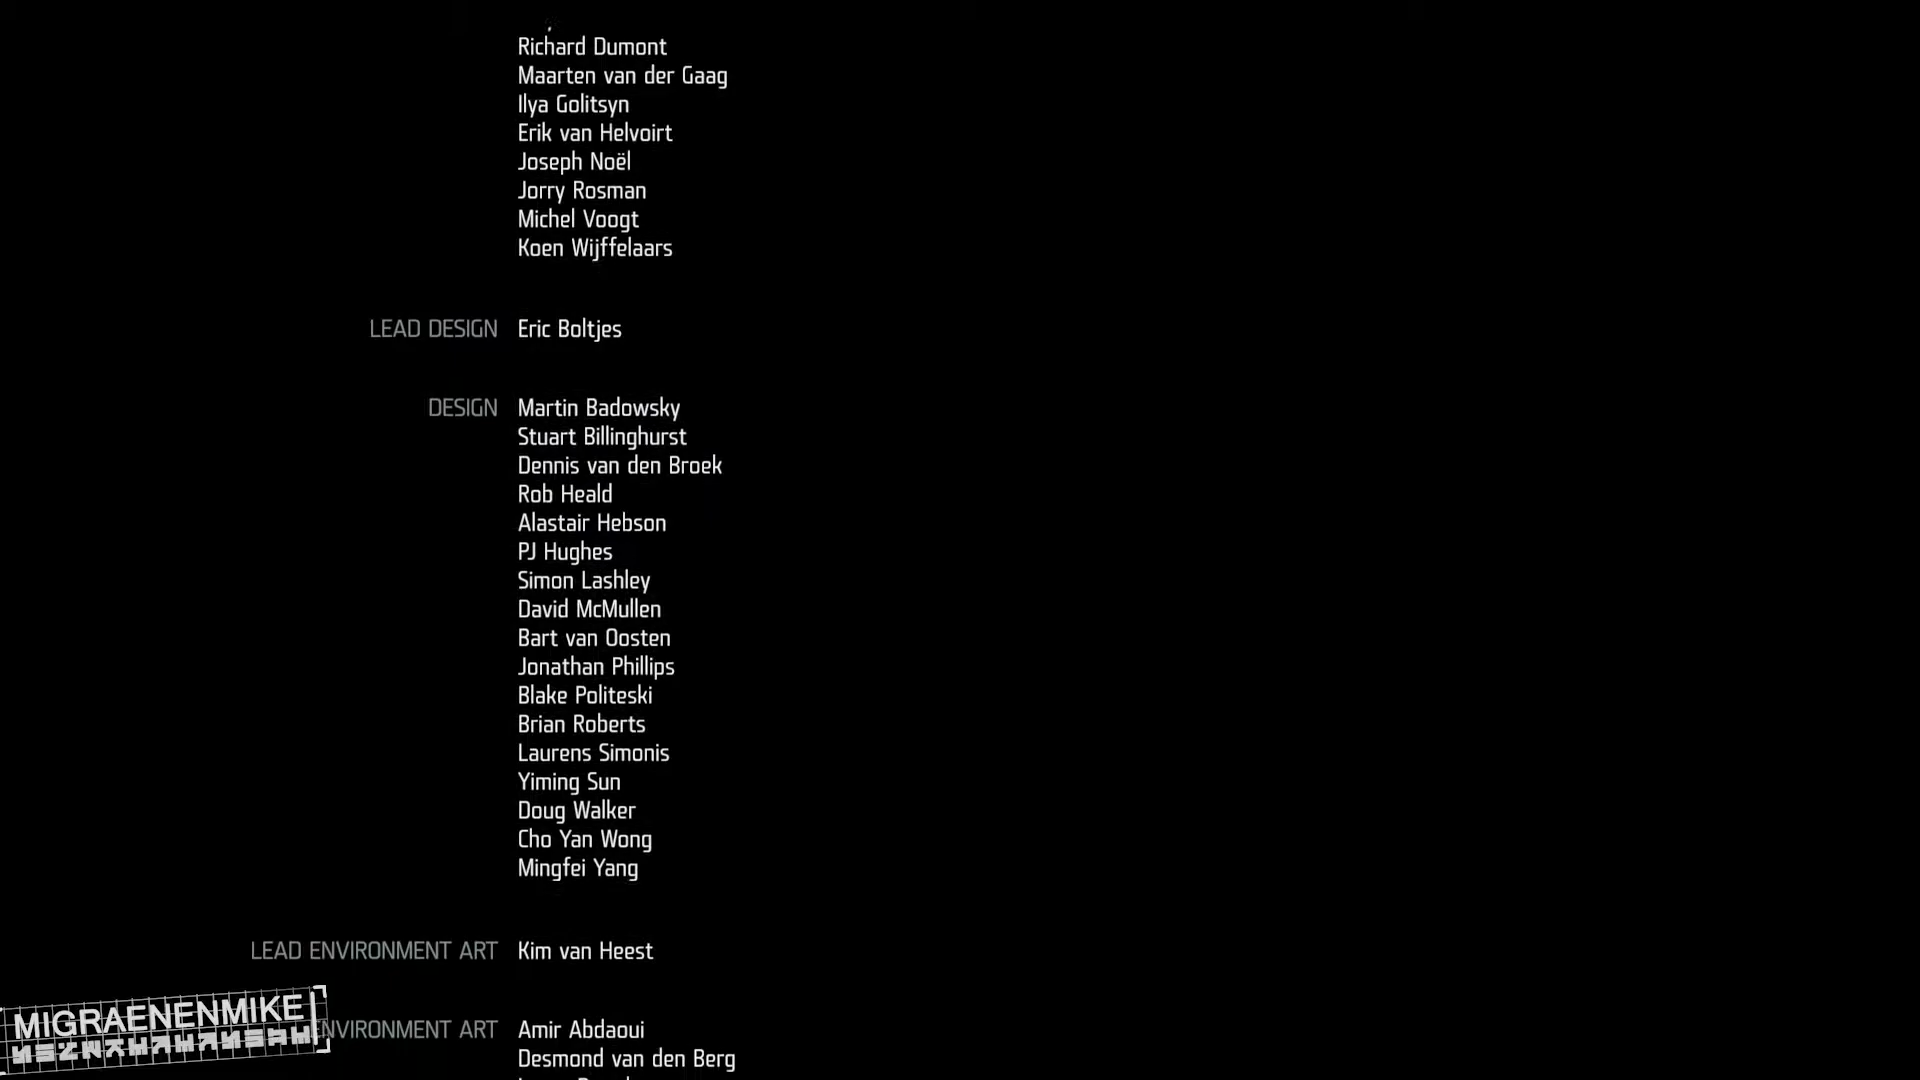 Richard Dumont
Maarten van der Gaag
Ilya Golitsyn
Erik van Helvoirt
Joseph Noël
Jorry Rosman
Michel Voogt
Koen Wijffelaars
LEAD DESIGN Eric Boltjes
DESIGN Martin Badowsky
Stuart Billinghurst
Dennis van den Broek
Rob Heald
Alastair Hebson
PJ Hughes
Simon Lashley
David McMullen
Bart van Oosten
Jonathan Phillips
Blake Politeski
Brian Roberts
Laurens Simonis
Yiming Sun
Doug Walker
Cho Yan Wong
Mingfei Yang
LEAD ENVIRONMENT ART Kim van Heest
NVIRONMENT ART Amir Abdaoui
Desmond van den Berg
MIGRAENENMIKE